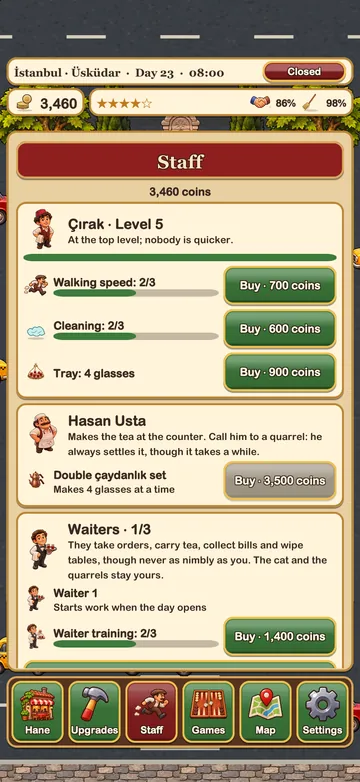 İstanbul · Üsküdar · Day 23 · 08:00
Closed
3,460
★★★★☆
86%
98%
Staff
3,460 coins
Çırak · Level 5
At the top level; nobody is quicker.
Walking speed: 2/3
Buy · 700 coins
Cleaning: 2/3
Buy · 600 coins
Tray: 4 glasses
Buy · 900 coins
Hasan Usta
Makes the tea at the counter. Call him to a quarrel: he
always settles it, though it takes a while.
Double çaydanlık set
Makes 4 glasses at a time
Buy · 3,500 coins
Waiters · 1/3
They take orders, carry tea, collect bills and wipe
tables, though never as nimbly as you. The cat and the
quarrels stay yours.
Waiter 1
Starts work when the day opens
Waiter training: 2/3
Buy · 1,400 coins
Hane
Upgrades
Staff
Games
Map
Settings